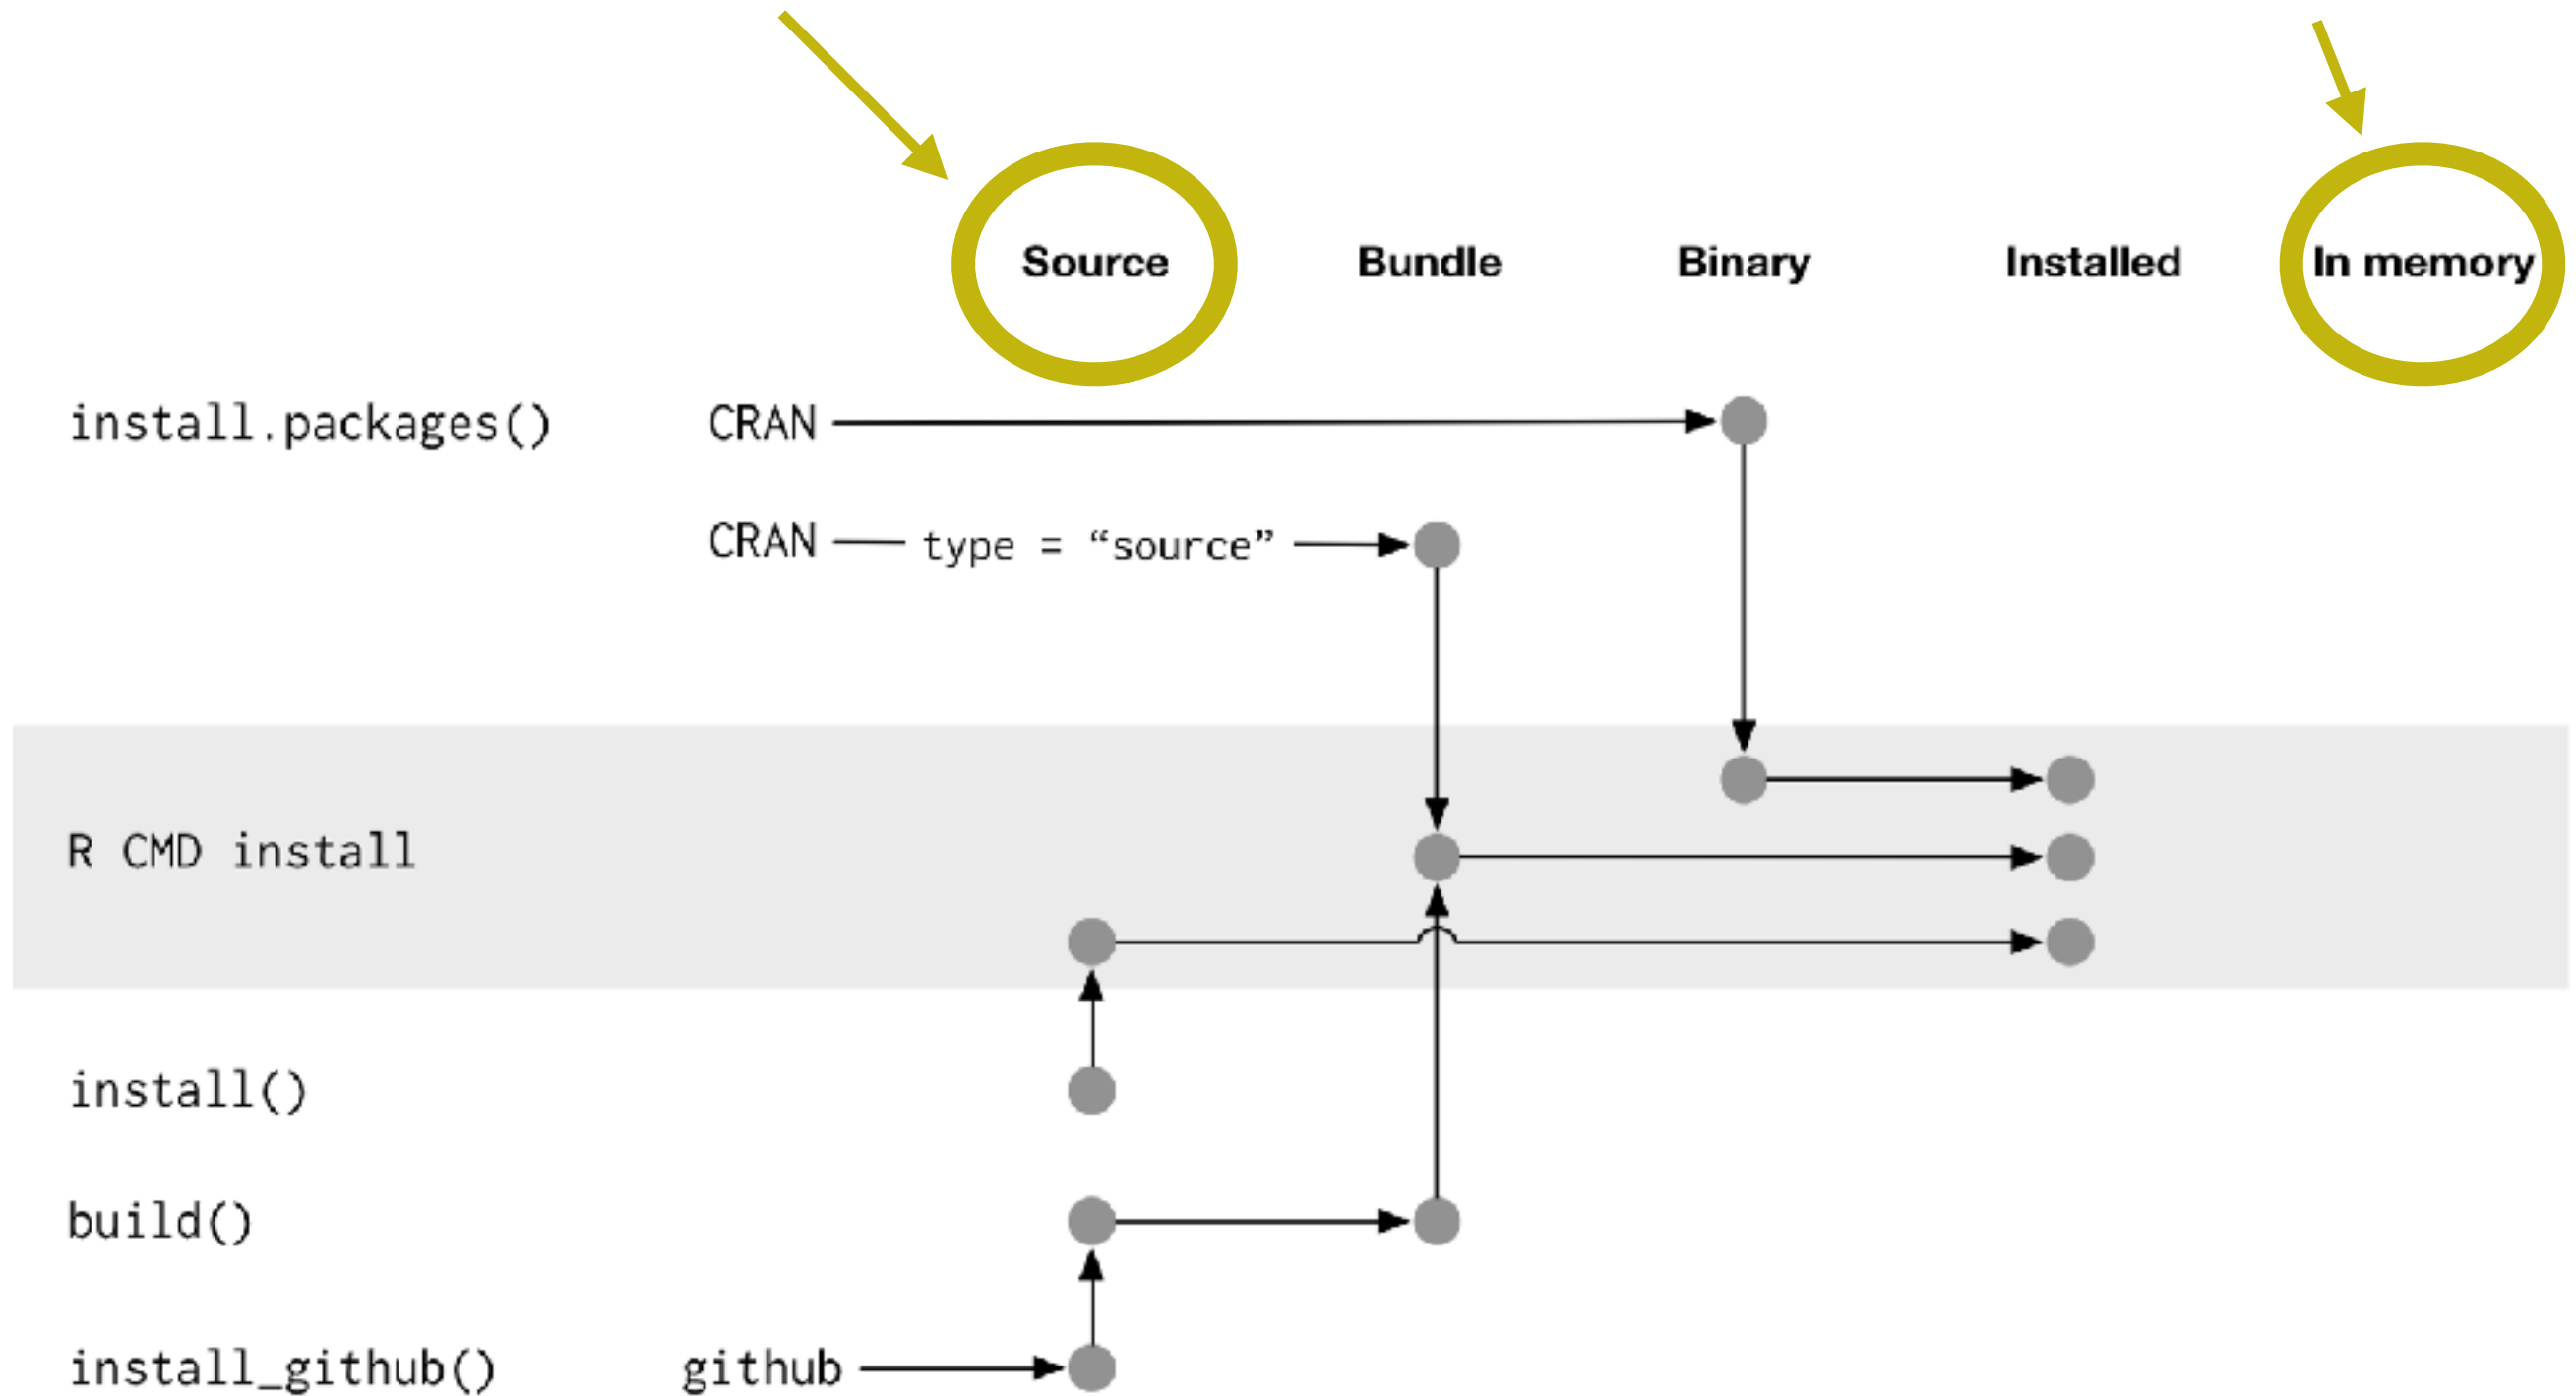 Source Bundle Binary Installed In memory
install.packages() CRAN
CRAN type = “source”
R CMD install
install()
build()
install_github() github